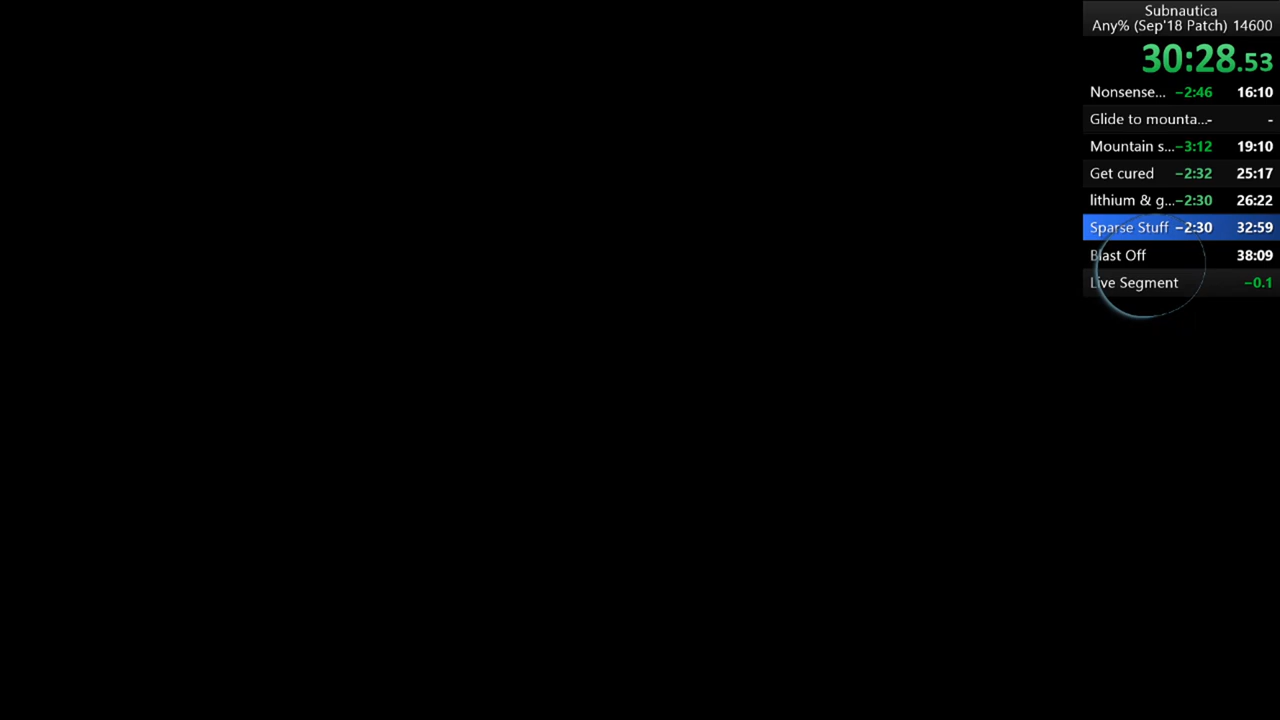 Subnautica
Any% (Sep'18 Patch) 14600
30:28.53
Nonsense... −2:46 16:10
Glide to mounta...- -
Mountain s...−3:12 19:10
Get cured −2:32 25:17
lithium & g...−2:30 26:22
Sparse Stuff −2:30 32:59
Blast Off 38:09
Live Segment −0.1